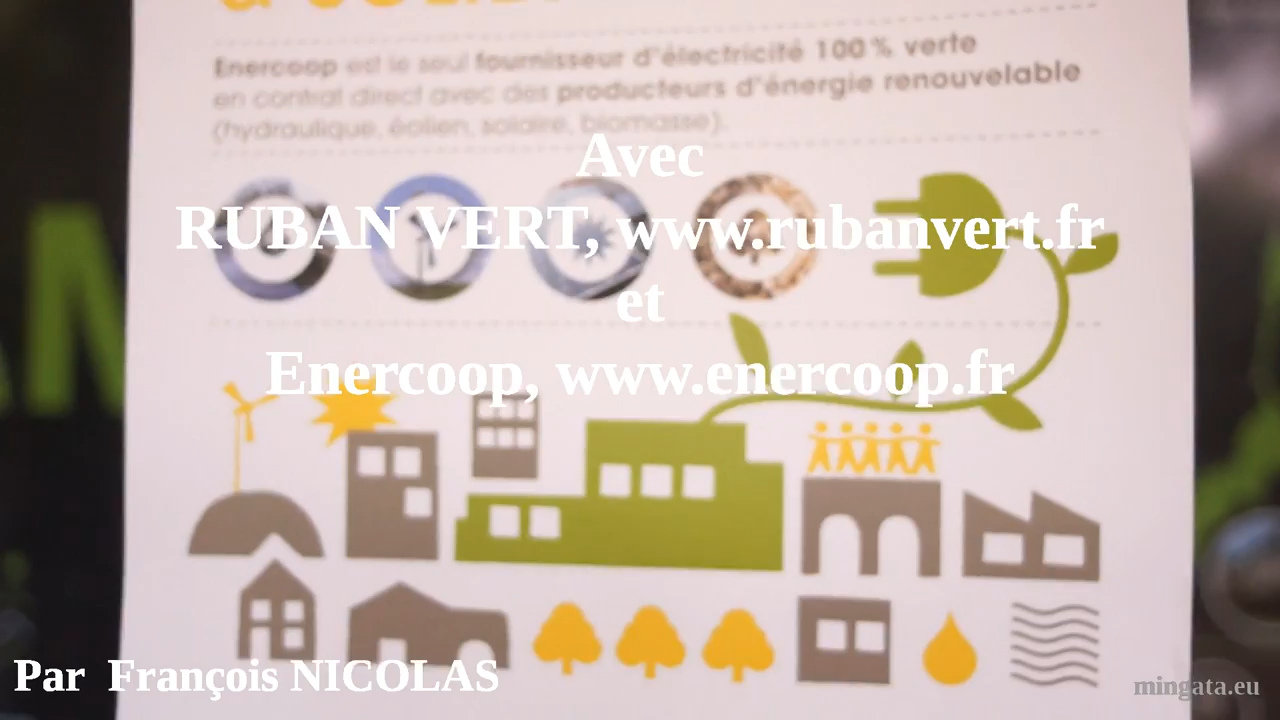 Enercoop est le seul fournisseur d'électricité 100 % verte
en contrat direct avec des producteurs d'énergie renouvelable
(hydraulique, éolien, solaire, biomasse).
Avec
RUBAN VERT, www.rubanvert.fr
et
Enercoop, www.enercoop.fr
Par François NICOLAS
mingata.eu